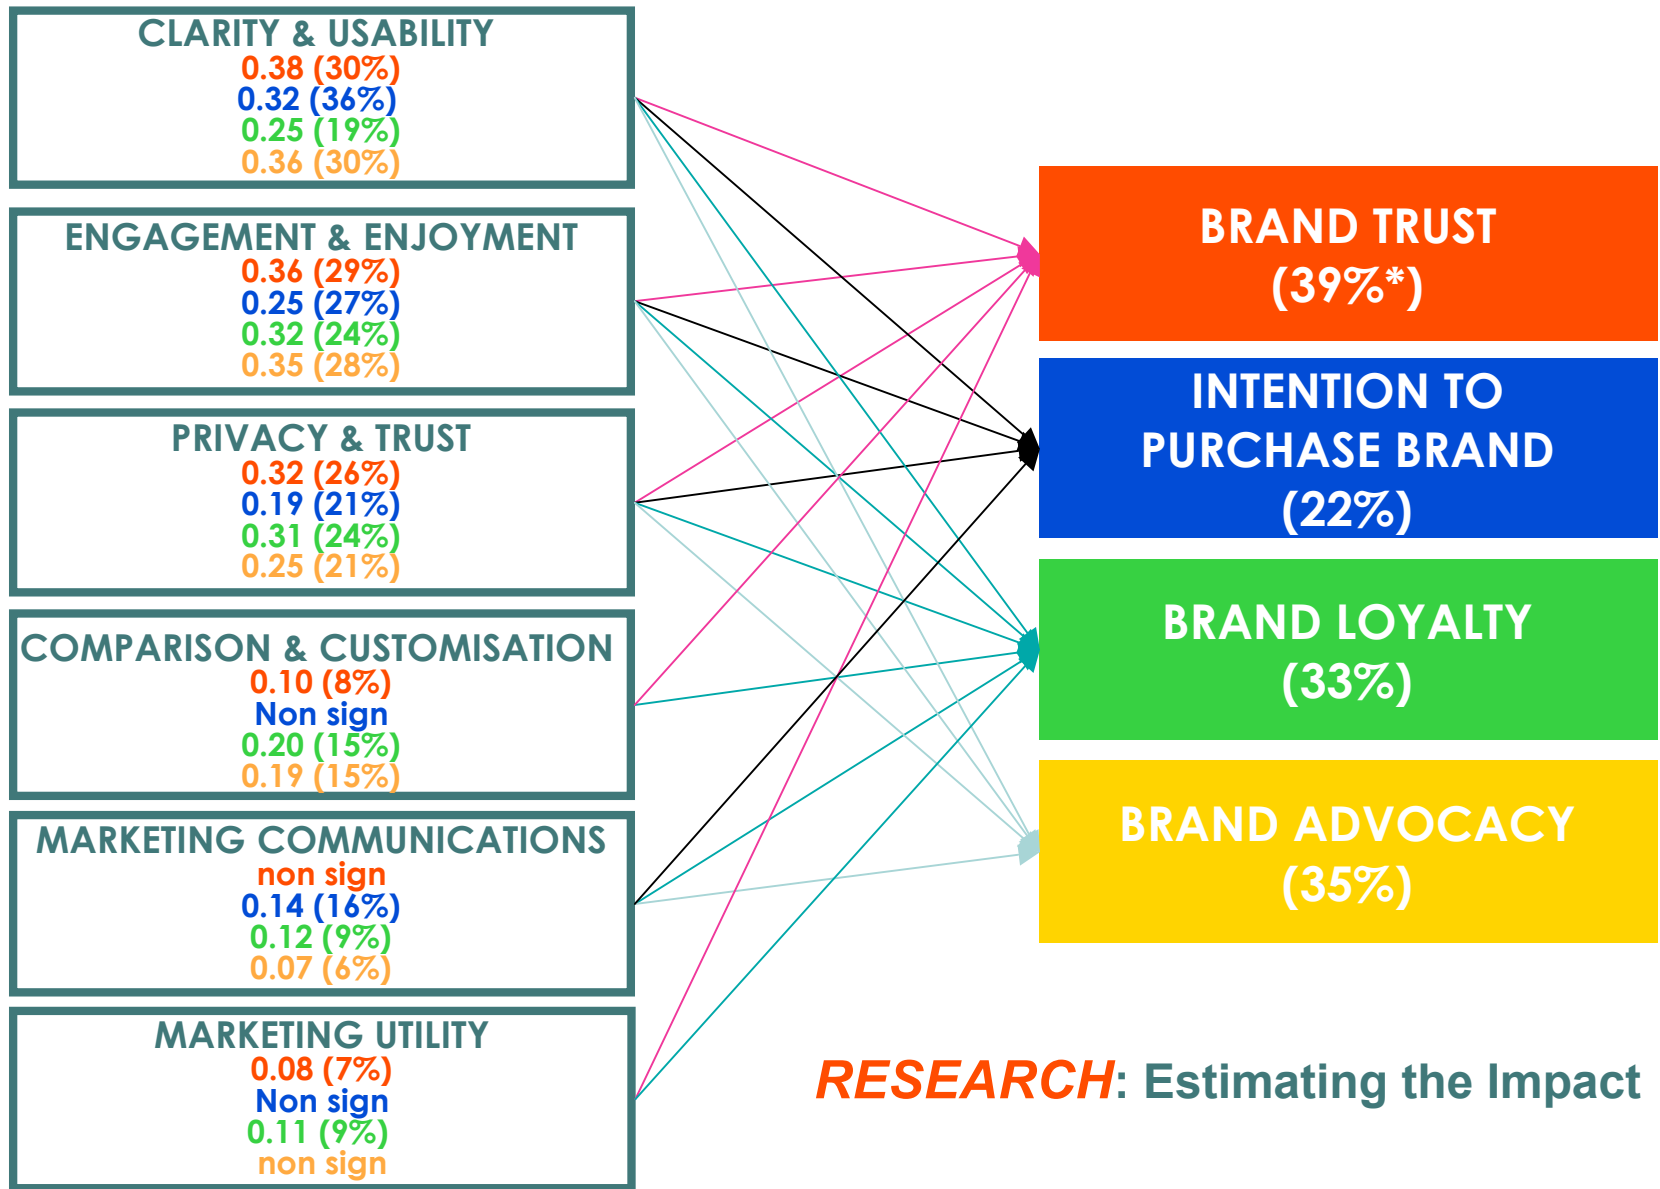 CLARITY & USABILITY
0.38 (30%)
0.32 (36%)
0.25 (19%)
0.36 (30%)
ENGAGEMENT & ENJOYMENT
0.36 (29%)
0.25 (27%)
0.32 (24%)
0.35 (28%)
PRIVACY & TRUST
0.32 (26%)
0.19 (21%)
0.31 (24%)
0.25 (21%)
COMPARISON & CUSTOMISATION
0.10 (8%)
Non sign
0.20 (15%)
0.19 (15%)
MARKETING COMMUNICATIONS
non sign
0.14 (16%)
0.12 (9%)
0.07 (6%)
MARKETING UTILITY
0.08 (7%)
Non sign
0.11 (9%)
non sign
BRAND TRUST
(39%*)
INTENTION TO
PURCHASE BRAND
(22%)
BRAND LOYALTY
(33%)
BRAND ADVOCACY
(35%)
RESEARCH: Estimating the Impact